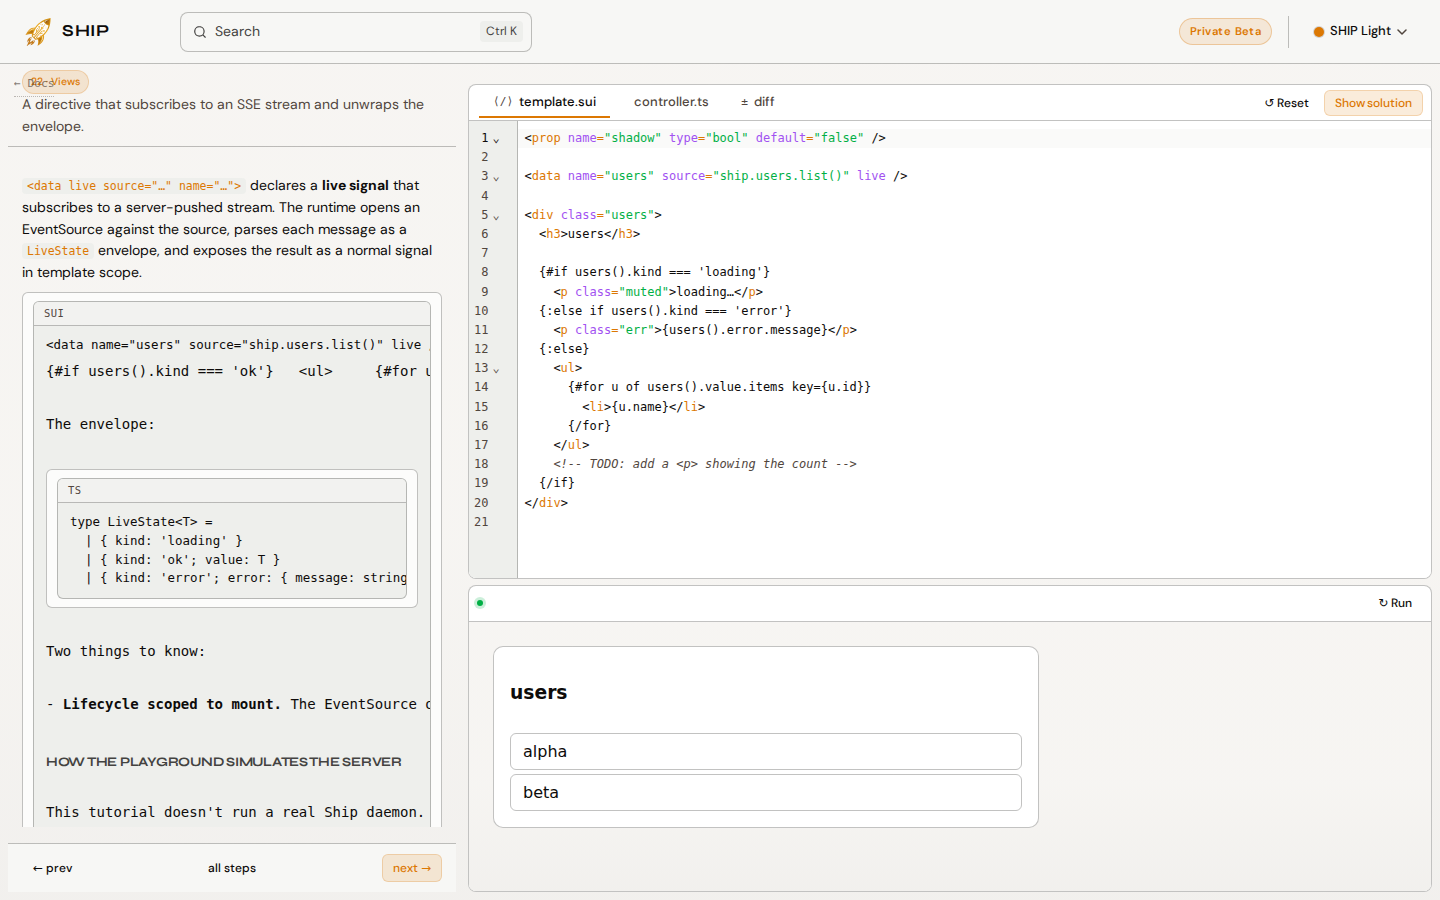 SHIP
Search
Ctrl K
Private Beta
SHIP Light
← Docs
02 · Views
A directive that subscribes to an SSE stream and unwraps the
envelope.
<data live source="…" name="…"> declares a live signal that
subscribes to a server-pushed stream. The runtime opens an
EventSource against the source, parses each message as a
LiveState envelope, and exposes the result as a normal signal
in template scope.
SUI
<data name="users" source="ship.users.list()" live
{#if users().kind === 'ok'}   <ul>     {#for u
The envelope:
TS
type LiveState<T> =
  | { kind: 'loading' }
  | { kind: 'ok'; value: T }
  | { kind: 'error'; error: { message: string
Two things to know:
- Lifecycle scoped to mount. The EventSource
HOW THE PLAYGROUND SIMULATES THE SERVER
This tutorial doesn't run a real Ship daemon.
← prev
all steps
next →
⟨/⟩ template.sui
controller.ts
± diff
↺ Reset
Show solution
1 <prop name="shadow" type="bool" default="false" />
2
3 <data name="users" source="ship.users.list()" live />
4
5 <div class="users">
6   <h3>users</h3>
7
8   {#if users().kind === 'loading'}
9     <p class="muted">loading…</p>
10   {:else if users().kind === 'error'}
11     <p class="err">{users().error.message}</p>
12   {:else}
13     <ul>
14       {#for u of users().value.items key={u.id}}
15         <li>{u.name}</li>
16       {/for}
17     </ul>
18     <!-- TODO: add a <p> showing the count -->
19   {/if}
20 </div>
21
↻ Run
users
alpha
beta